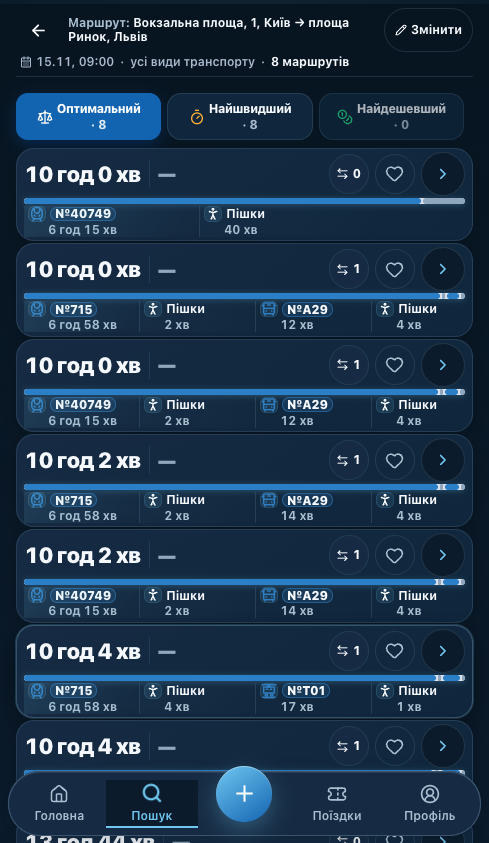 Маршрут: Вокзальна площа, 1, Київ → площа
Ринок, Львів
Змінити
15.11, 09:00 · усі види транспорту · 8 маршрутів
Оптимальний
· 8
Найшвидший
· 8
Найдешевший
· 0
10 год 0 хв — 0
№40749 Пішки
6 год 15 хв 40 хв
10 год 0 хв — 1
№715 Пішки №А29 Пішки
6 год 58 хв 2 хв 12 хв 4 хв
10 год 0 хв — 1
№40749 Пішки №А29 Пішки
6 год 15 хв 2 хв 12 хв 4 хв
10 год 2 хв — 1
№715 Пішки №А29 Пішки
6 год 58 хв 2 хв 14 хв 4 хв
10 год 2 хв — 1
№40749 Пішки №А29 Пішки
6 год 15 хв 2 хв 14 хв 4 хв
10 год 4 хв — 1
№715 Пішки №Т01 Пішки
6 год 58 хв 4 хв 17 хв 1 хв
10 год 4 хв — 1
Головна Пошук + Поїздки Профіль
13 год 44 хв — 0